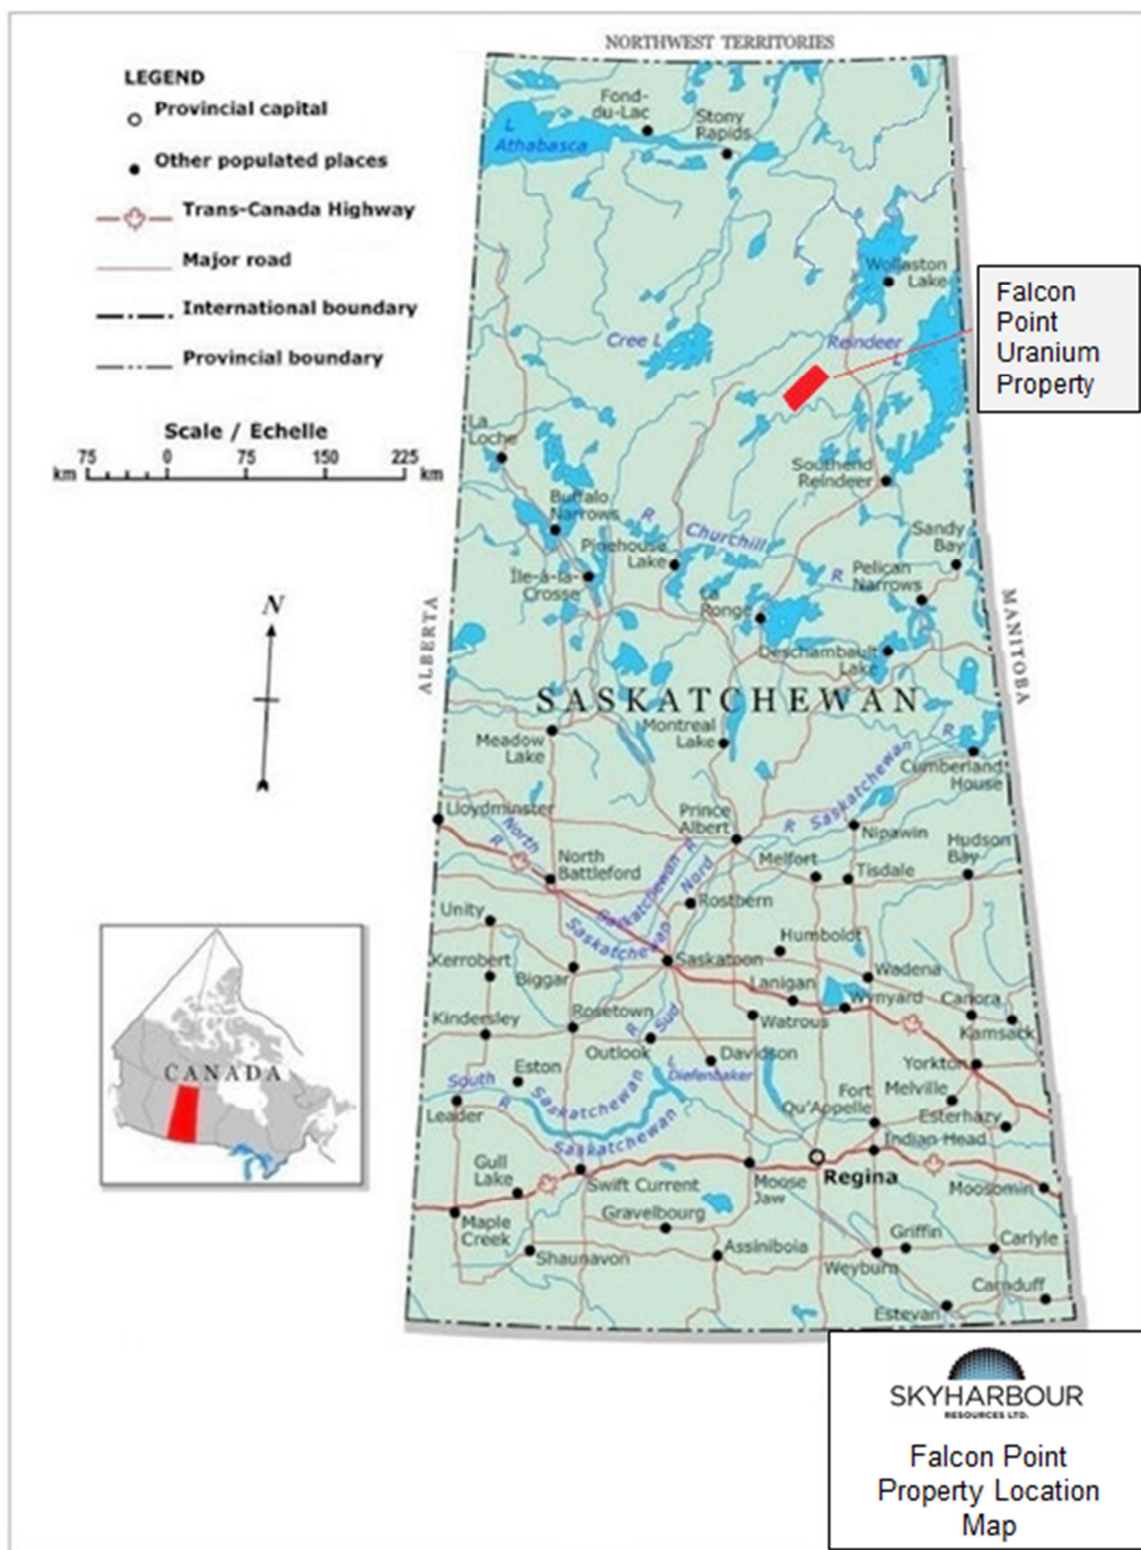 NORTHWEST TERRITORIES
LEGEND
Provincial capital
Other populated places
Trans-Canada Highway
Major road
International boundary
Provincial boundary
Scale / Echelle
75 0 75 150 225
km km
N
ALBERTA
MANITOBA
SASKATCHEWAN
Fond-
du-Lac
Stony
Rapids
L
Athabasca
Wollaston
Lake
Cree L
Reindeer
L
Falcon
Point
Uranium
Property
La
Loche
Southend
Reindeer
Buffalo
Narrows
R
Churchill
R
Sandy
Bay
Pinehouse
Lake
Pelican
Narrows
Île-à-la-
Crosse
La
Ronge
Deschambault
Lake
Meadow
Lake
Montreal
Lake
R
Cumberland
House
Saskatchewan
R
Lloydminster
North
R
Prince
Albert
Nipawin
Hudson
Bay
North
Battleford
Melfort
Tisdale
Saskatchewan R
Nord
Rosthern
Unity
Saskatchewan
Humboldt
Kerrobert
Biggar
Saskatoon
Wadena
Lanigan
Wynyard
Canora
Kamsack
Rosetown
R
Sud
Watrous
Kindersley
Outlook
Davidson
L
Diefenbaker
Yorkton
Eston
South
R
Saskatchewan
Leader
Fort
Qu'Appelle
Melville
Esterhazy
Saskatchewan
Indian Head
Gull
Lake
Swift Current
Moose
Jaw
Regina
Moosomin
Maple
Creek
Gravelbourg
Griffin
Carlyle
Shaunavon
Assiniboia
Weyburn
Carnduff
Estevan
CANADA
SKYHARBOUR
RESOURCES LTD.
Falcon Point
Property Location
Map